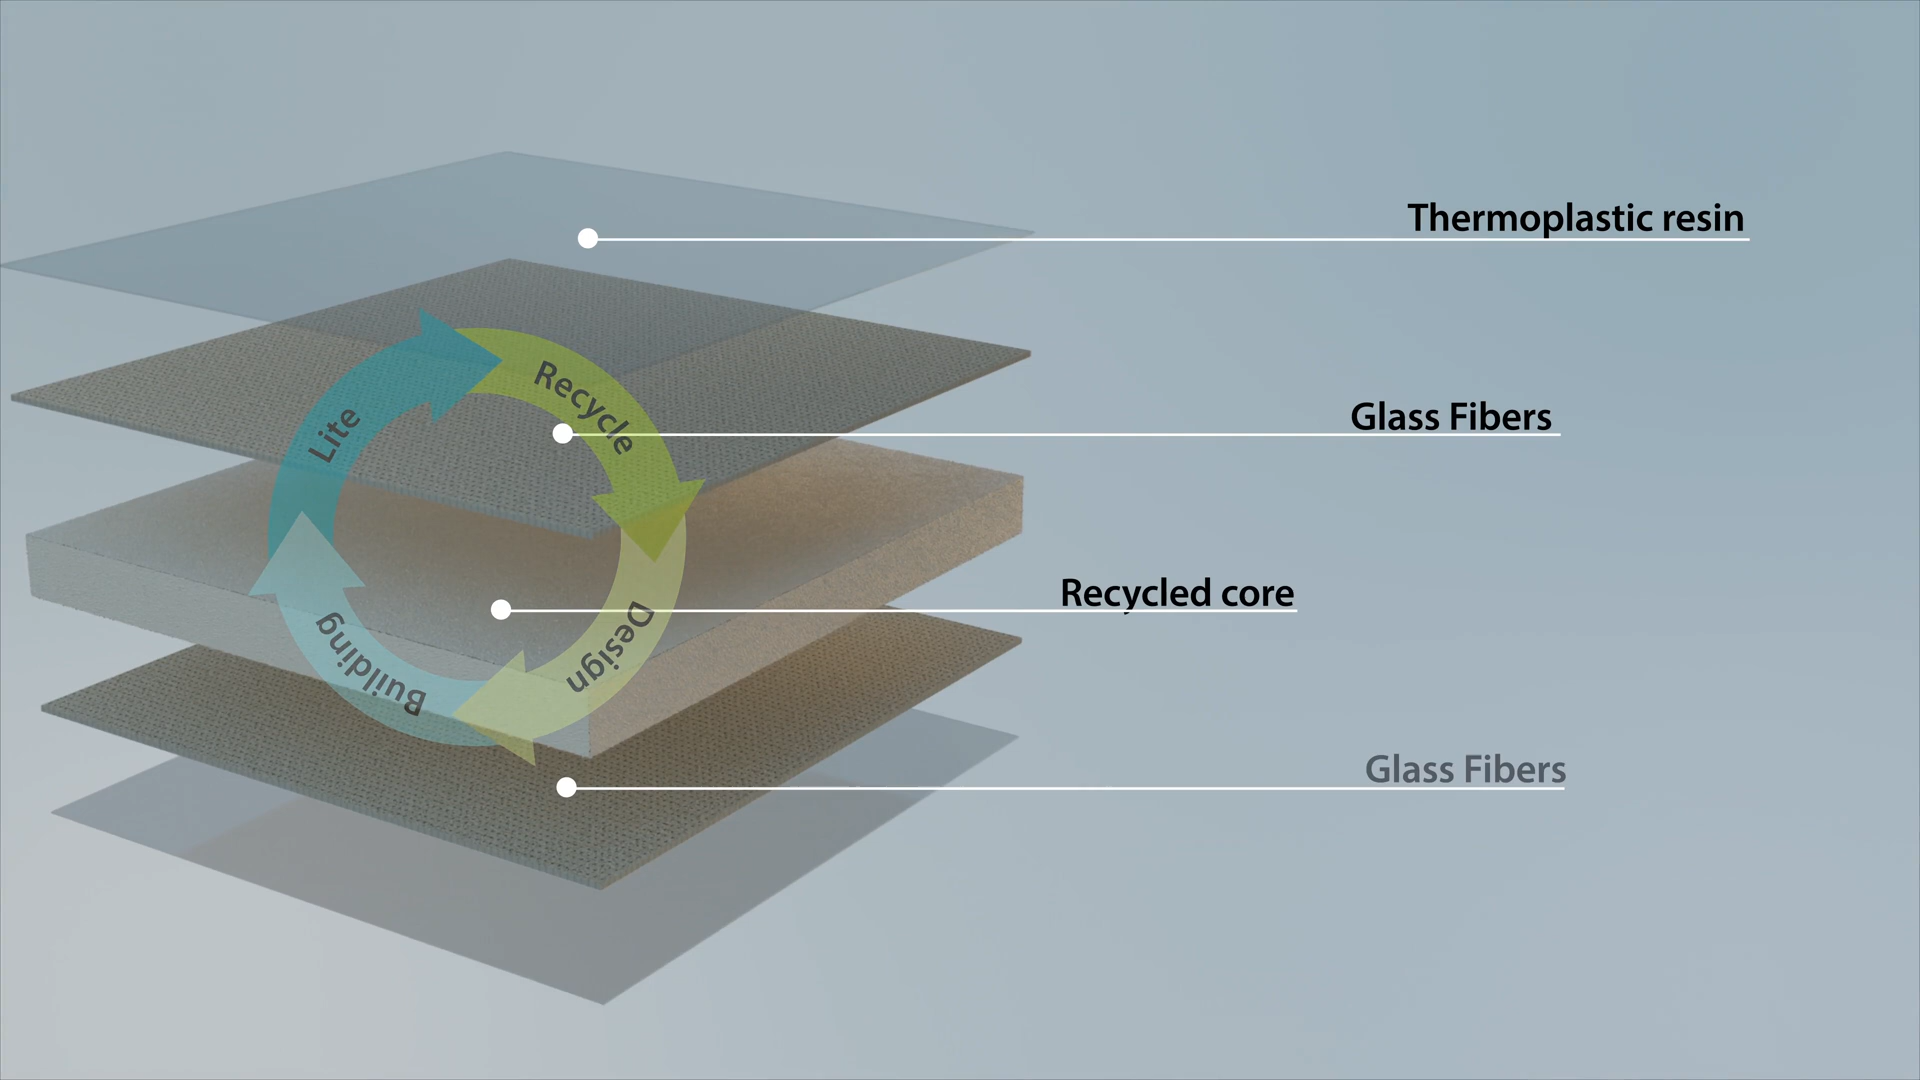 Thermoplastic resin
Glass Fibers
Recycled core
Glass Fibers
Recycle
Design
Building
Lite